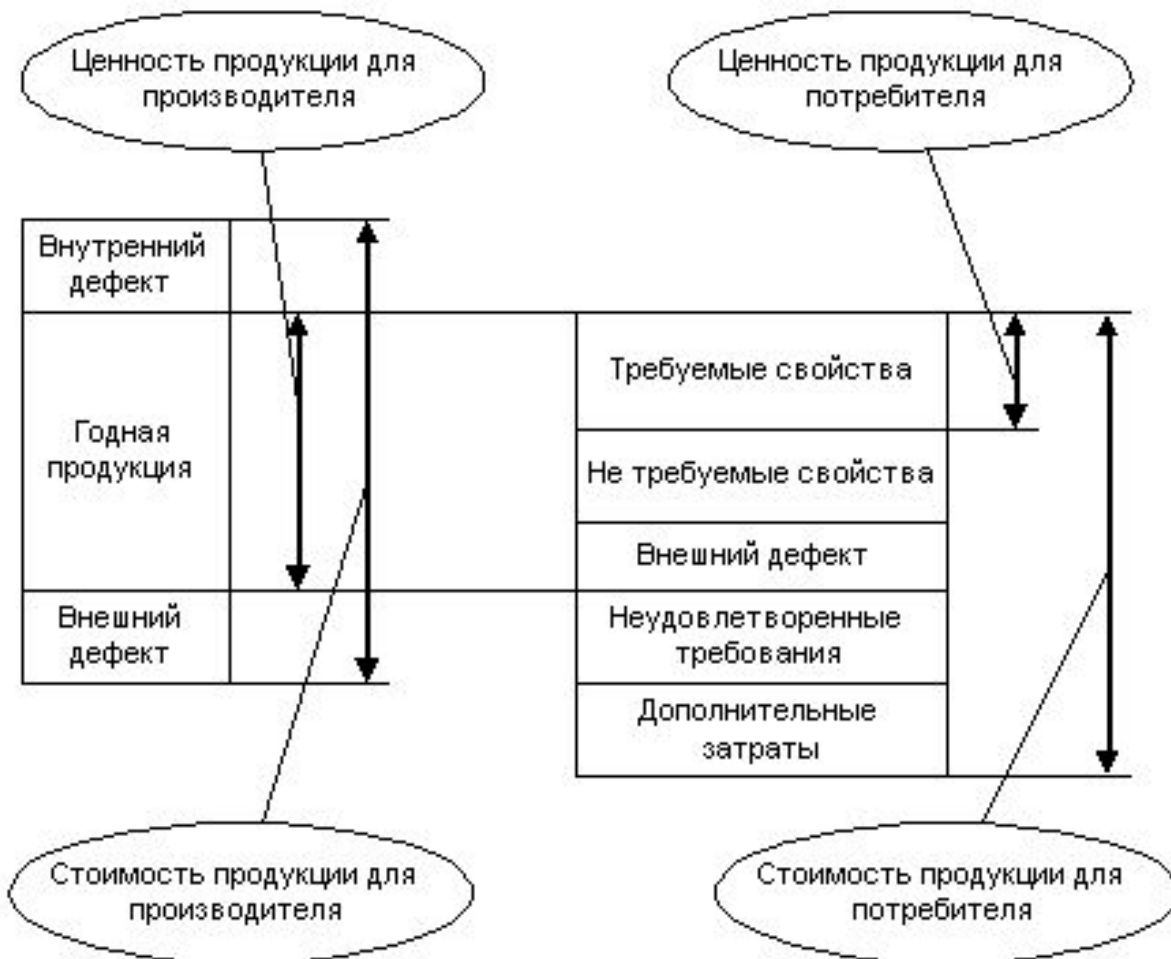 Ценность продукции для
производителя
Ценность продукции для
потребителя
Внутренний
дефект
Годная
продукция
Внешний
дефект
Требуемые свойства
Не требуемые свойства
Внешний дефект
Неудовлетворенные
требования
Дополнительные
затраты
Стоимость продукции для
производителя
Стоимость продукции для
потребителя